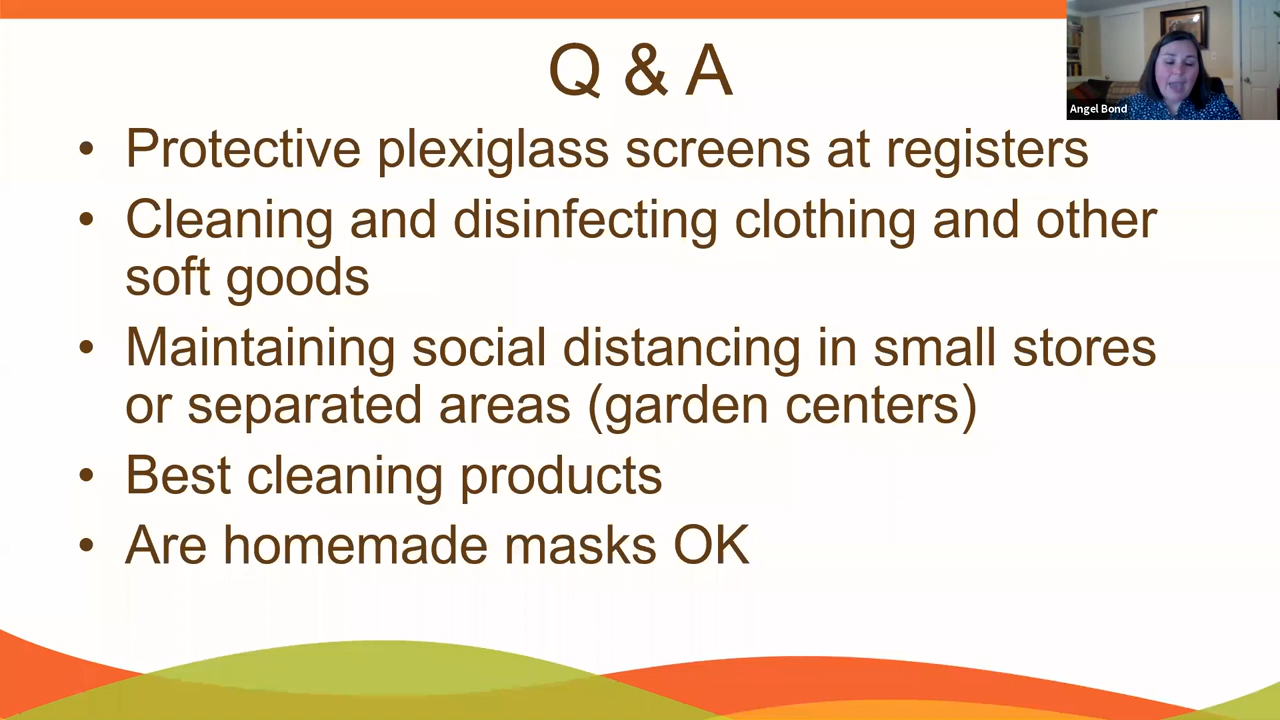 Q & A
Angel Bond
• Protective plexiglass screens at registers
• Cleaning and disinfecting clothing and other
soft goods
• Maintaining social distancing in small stores
or separated areas (garden centers)
• Best cleaning products
• Are homemade masks OK